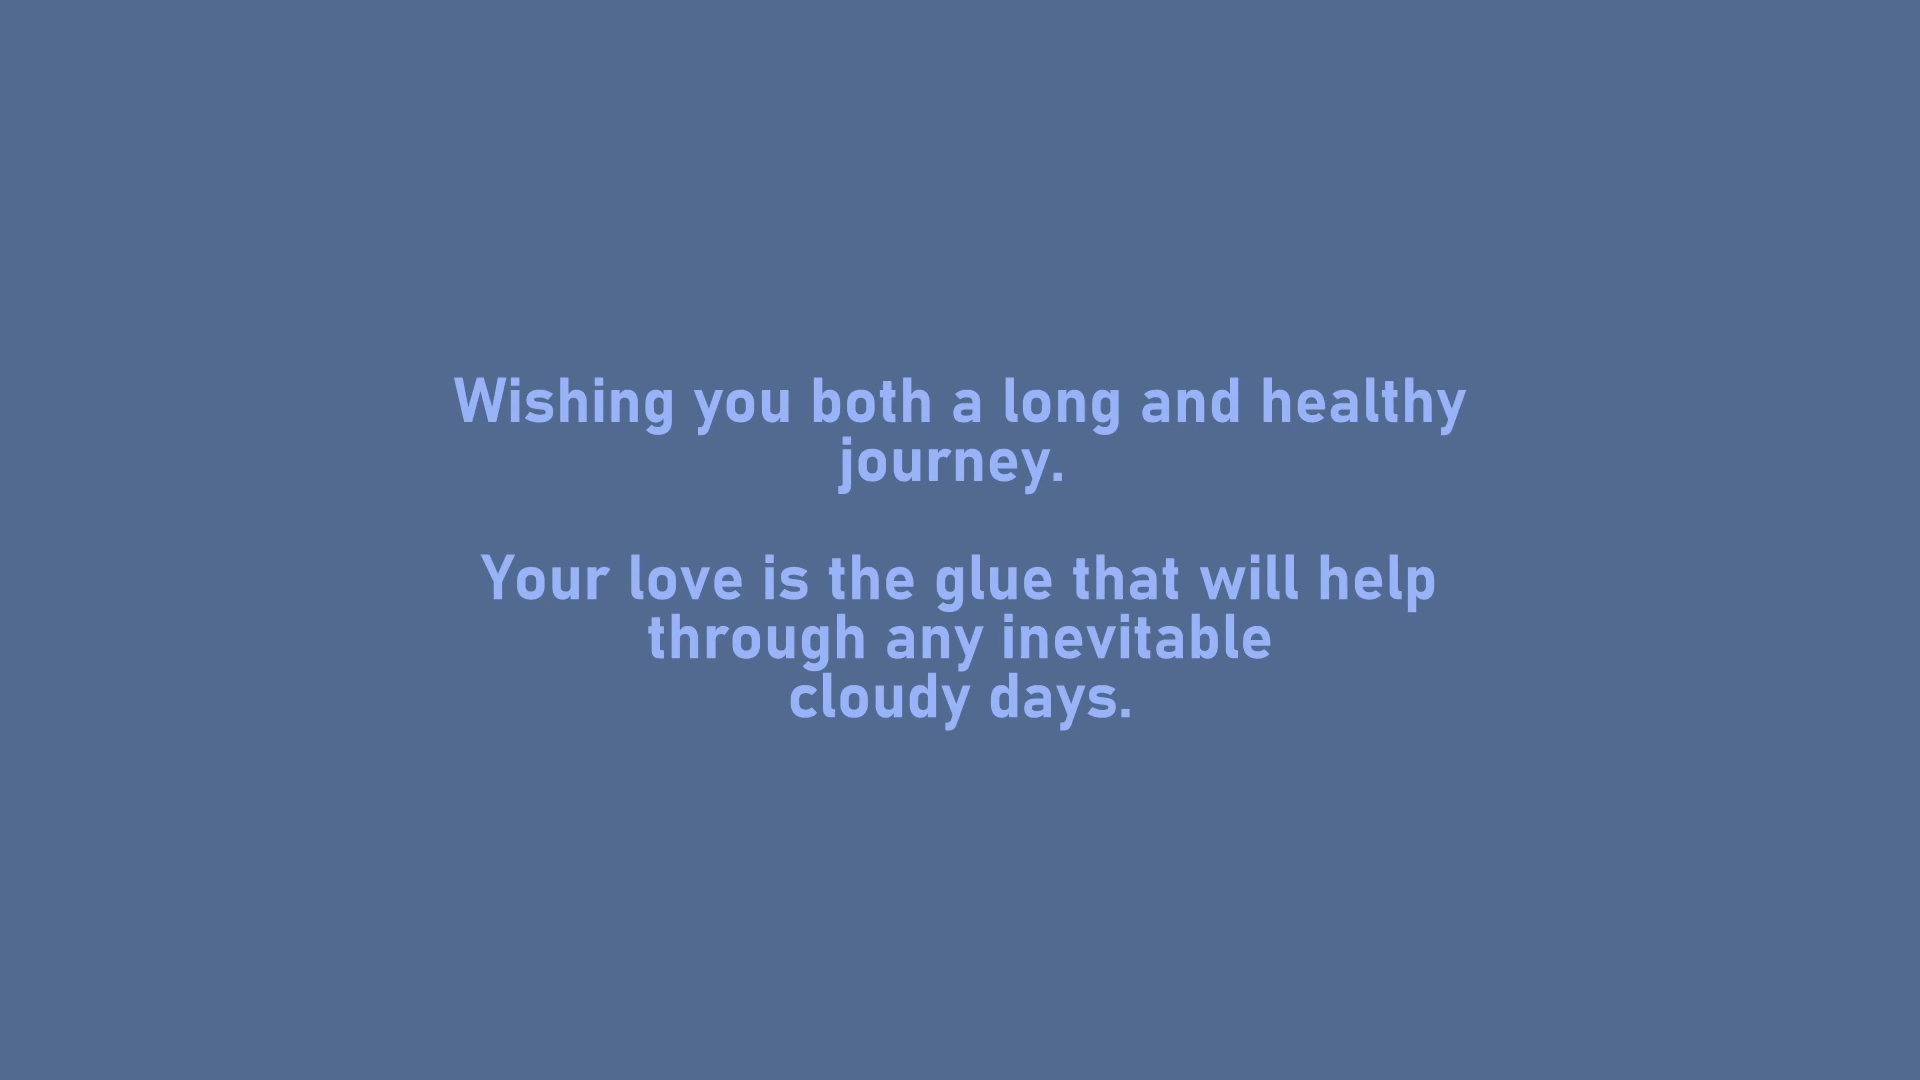 Wishing you both a long and healthy
journey.
Your love is the glue that will help
through any inevitable
cloudy days.